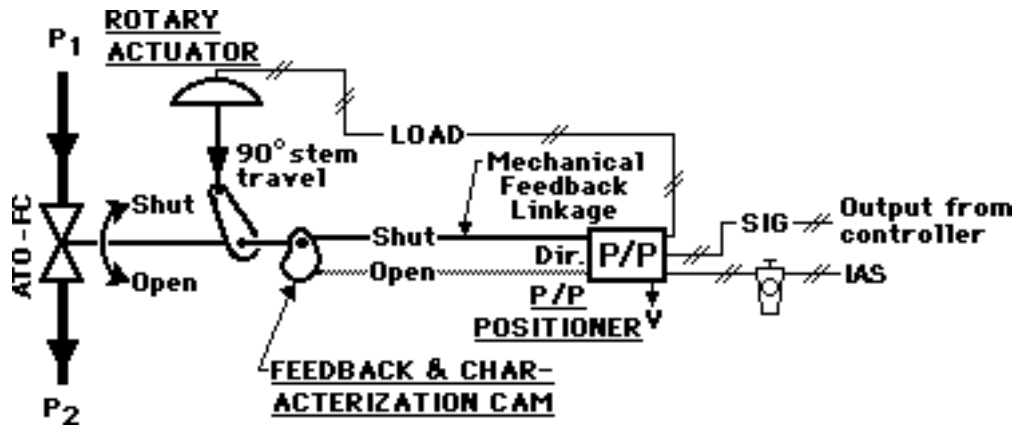 ROTARY
ACTUATOR
P1
LOAD
90° stem
travel
Mechanical
Feedback
Linkage
Shut
Shut
SIG
Output from
controller
ATO - FC
Dir.
P/P
Open
Open
IAS
P/P
POSITIONER
V
FEEDBACK & CHAR-
ACTERIZATION CAM
P2